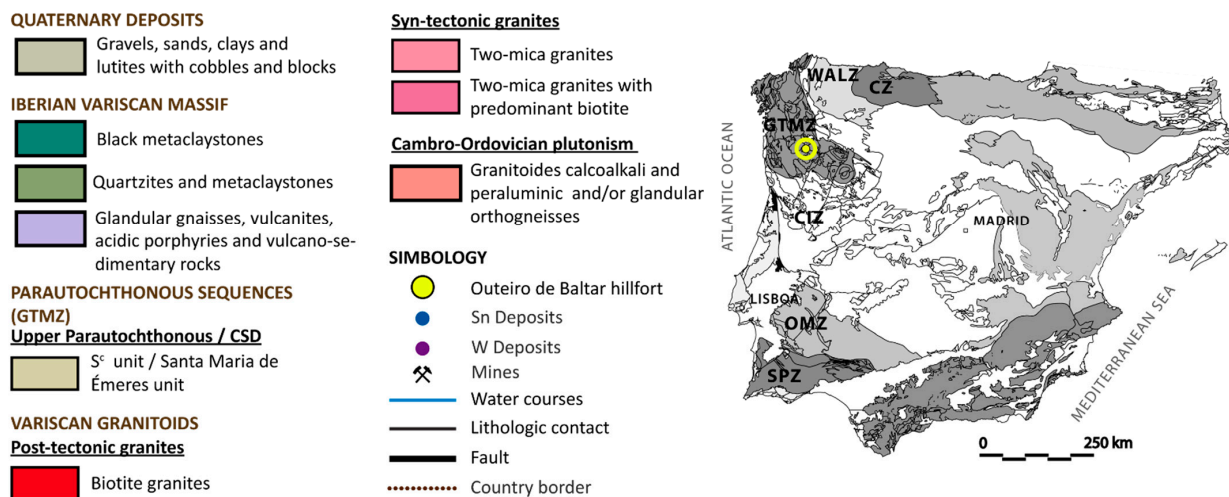 QUATERNARY DEPOSITS
Gravels, sands, clays and
lutites with cobbles and blocks
IBERIAN VARISCAN MASSIF
Black metaclaystones
Quartzites and metaclaystones
Glandular gnaisses, vulcanites,
acidic porphyries and vulcano-se-
dimentary rocks
PARAUTOCHTHONOUS SEQUENCES
(GTMZ)
Upper Parautochthonous / CSD
Sᶜ unit / Santa Maria de
Émeres unit
VARISCAN GRANITOIDS
Post-tectonic granites
Biotite granites
Syn-tectonic granites
Two-mica granites
Two-mica granites with
predominant biotite
Cambro-Ordovician plutonism
Granitoides calcoalkali and
peraluminic and/or glandular
orthogneisses
SIMBOLOGY
Outeiro de Baltar hillfort
Sn Deposits
W Deposits
Mines
Water courses
Lithologic contact
Fault
Country border
WALZ
CZ
GTMZ
ATLANTIC OCEAN
CIZ
MADRID
LISBOA
OMZ
SPZ
MEDITERRANEAN SEA
0 250 km